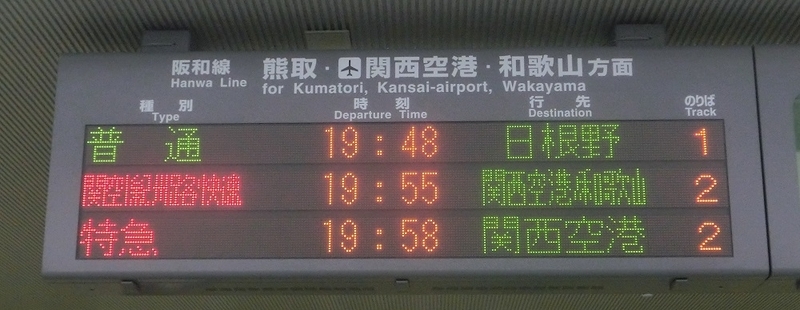 阪和線 熊取・関西空港・和歌山方面
Hanwa Line for Kumatori, Kansai-airport, Wakayama
種別 時刻 行先 のりば
Type Departure Time Destination Track
普通 19:48 日根野 1
関空紀州路快速 19:55 関西空港・和歌山 2
特急 19:58 関西空港 2